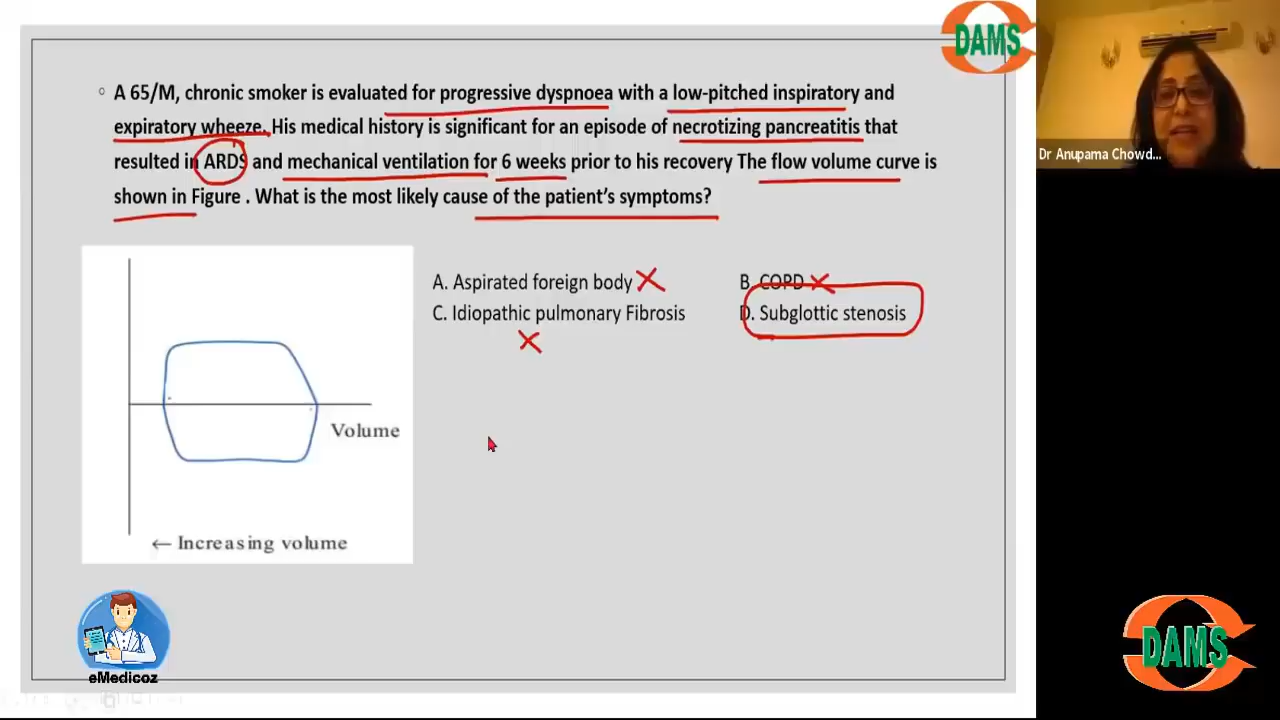 DAMS
A 65/M, chronic smoker is evaluated for progressive dyspnoea with a low-pitched inspiratory and
expiratory wheeze. His medical history is significant for an episode of necrotizing pancreatitis that
resulted in ARDS and mechanical ventilation for 6 weeks prior to his recovery The flow volume curve is
shown in Figure . What is the most likely cause of the patient’s symptoms?
Dr Anupama Chowd...
A. Aspirated foreign body
B. COPD
C. Idiopathic pulmonary Fibrosis
D. Subglottic stenosis
Volume
← Increasing volume
eMedicoz
DAMS